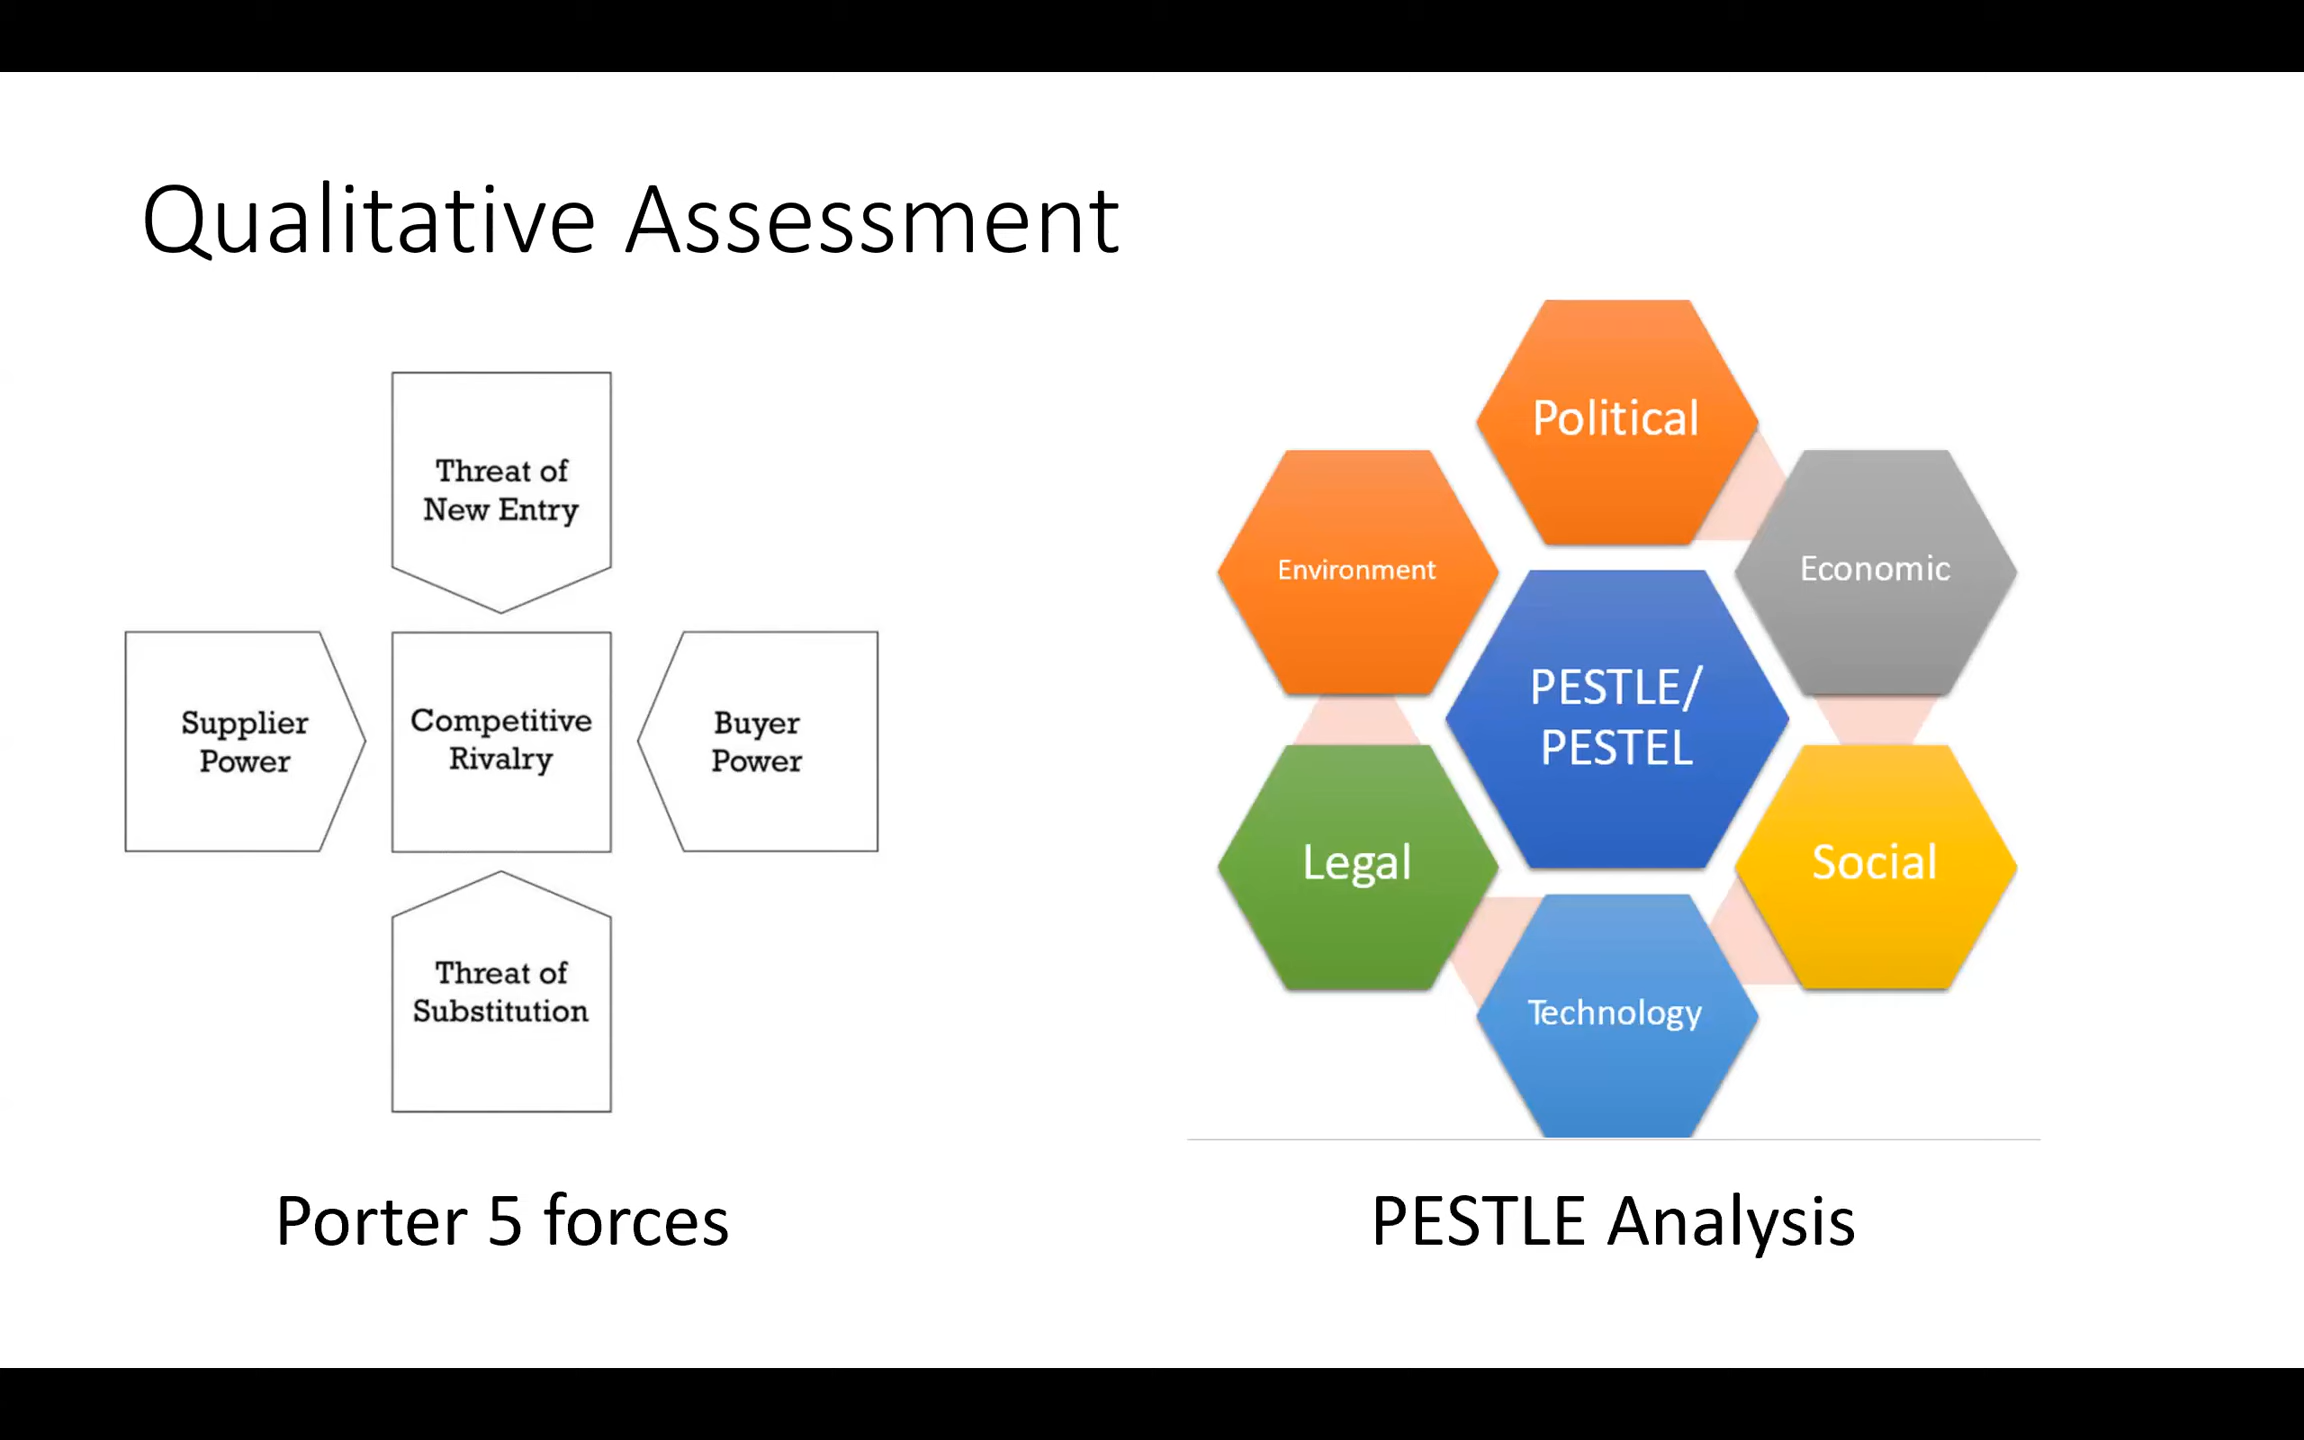 Qualitative Assessment
Threat of
New Entry
Supplier
Power
Competitive
Rivalry
Buyer
Power
Threat of
Substitution
Porter 5 forces
Political
Environment
Economic
PESTLE/
PESTEL
Legal
Social
Technology
PESTLE Analysis